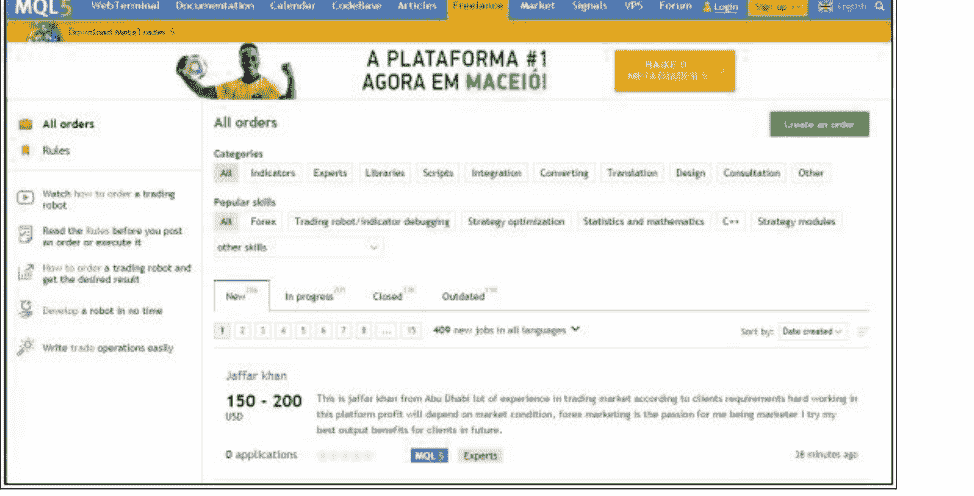 MQL5 WebTerminal Documentation Calendar CodeBase Articles Freelance Market Signals VPS Forum Login Sign up English
Download MetaTrader 5
A PLATAFORMA #1
AGORA EM MACEIÓ!
BAIXE O
METATRADER 5
All orders
Rules
Watch how to order a trading
robot
Read the Rules before you post
an order or execute it
How to order a trading robot and
get the desired result
Develop a robot in no time
Write trade operations easily
All orders
Create an order
Categories
All Indicators Experts Libraries Scripts Integration Converting Translation Design Consultation Other
Popular skills
All Forex Trading robot/indicator debugging Strategy optimization Statistics and mathematics C++ Strategy modules
other skills
New In progress Closed Outdated
1 2 3 4 5 6 7 8 ... 15 409 new jobs in all languages Sort by: Date created
Jaffar khan
150 - 200
USD
This is jaffar khan from Abu Dhabi lot of experience in trading market according to clients requirements hard working in
this platform profit will depend on market condition, forex marketing is the passion for me being marketer I try my
best output benefits for clients in future.
0 applications MQL5 Experts 38 minutes ago